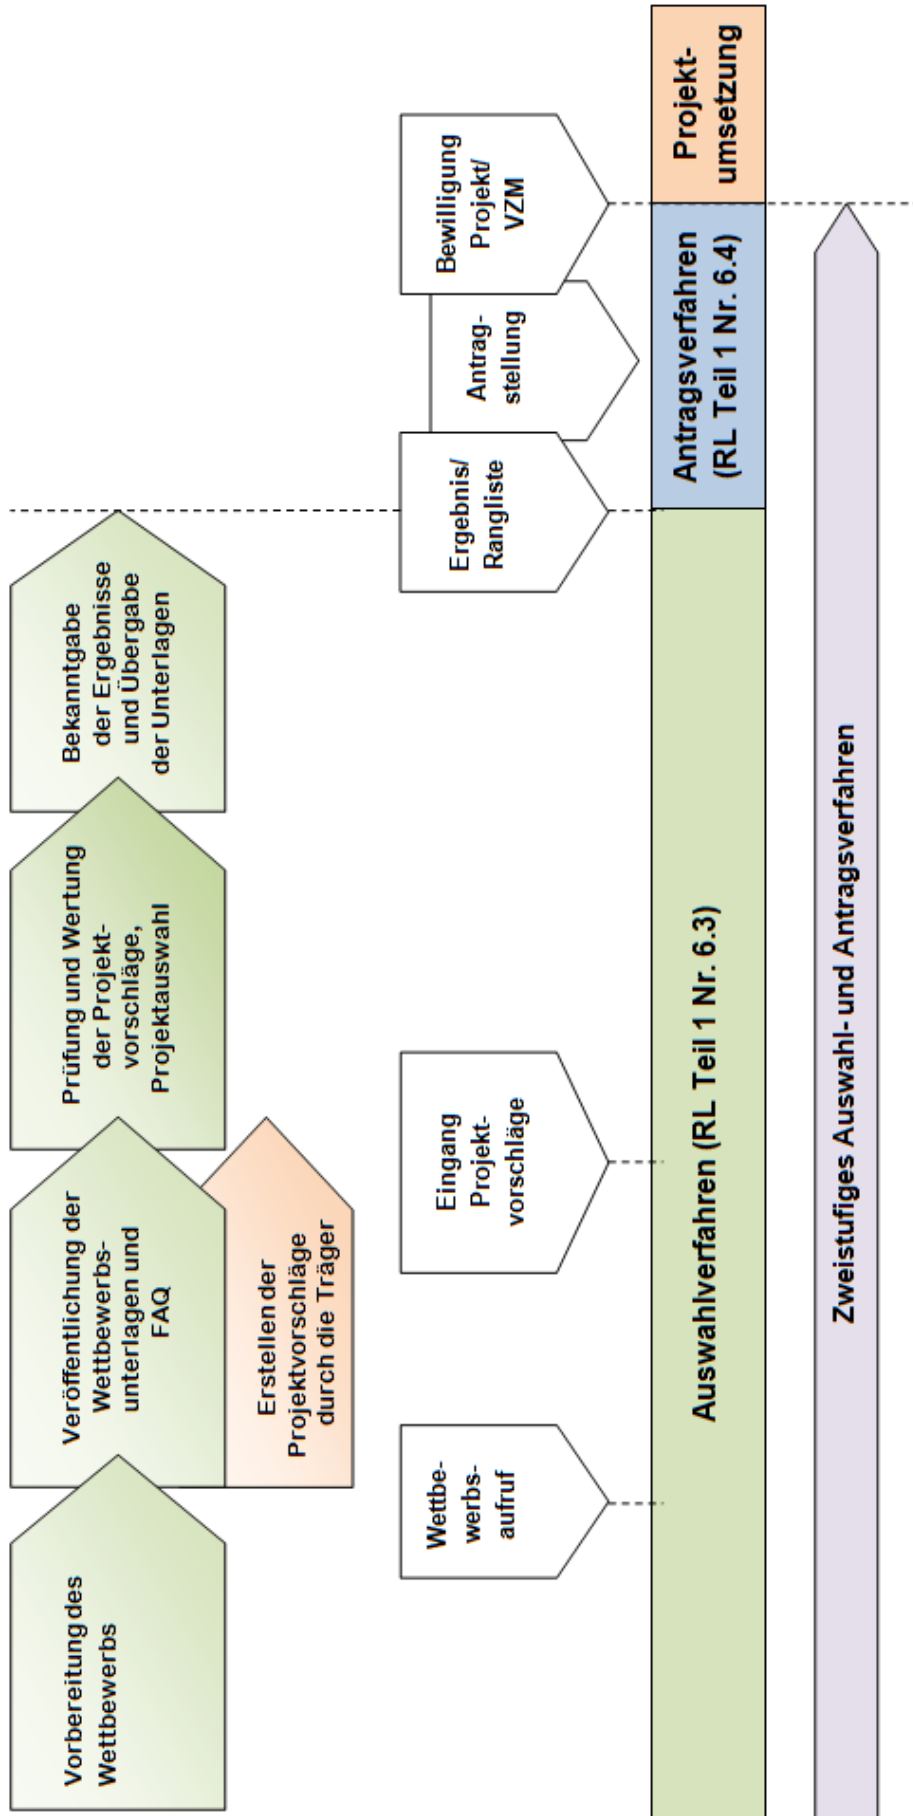 Vorbereitung des
Wettbewerbs
Veröffentlichung der
Wettbewerbs-
unterlagen und
FAQ
Prüfung und Wertung
der Projekt-
vorschläge,
Projektauswahl
Bekanntgabe
der Ergebnisse
und Übergabe
der Unterlagen
Erstellen der
Projektvorschläge
durch die Träger
Wettbe-
werbs-
aufruf
Eingang
Projekt-
vorschläge
Ergebnis/
Rangliste
Antrag-
stellung
Bewilligung
Projekt/
VZM
Auswahlverfahren (RL Teil 1 Nr. 6.3)
Antragsverfahren
(RL Teil 1 Nr. 6.4)
Projekt-
umsetzung
Zweistufiges Auswahl- und Antragsverfahren